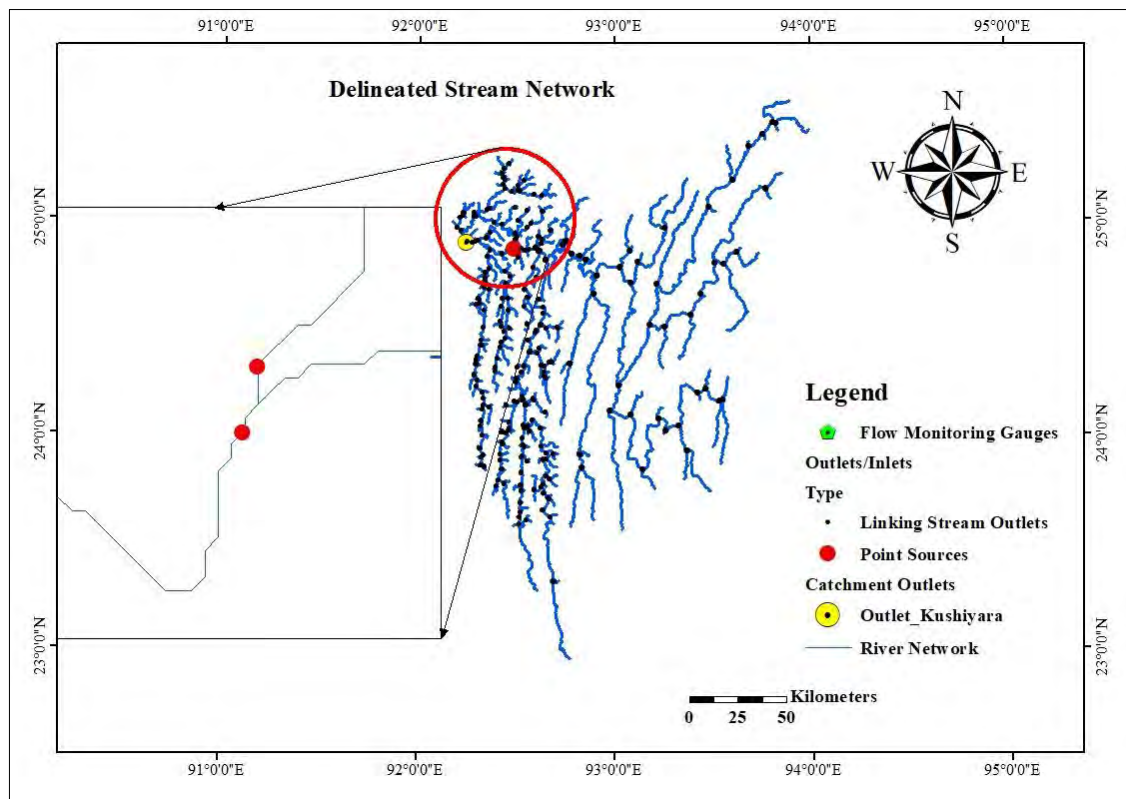 91°0'0"E 92°0'0"E 93°0'0"E 94°0'0"E 95°0'0"E
Delineated Stream Network
N
W E
S
25°0'0"N 25°0'0"N
24°0'0"N 24°0'0"N
23°0'0"N 23°0'0"N
Legend
Flow Monitoring Gauges
Outlets/Inlets
Type
Linking Stream Outlets
Point Sources
Catchment Outlets
Outlet_Kushiyara
River Network
Kilometers
0 25 50
91°0'0"E 92°0'0"E 93°0'0"E 94°0'0"E 95°0'0"E